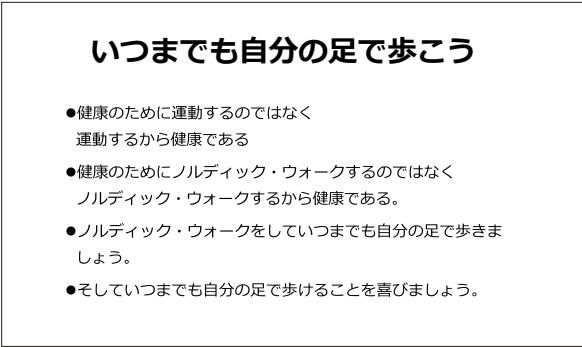 いつまでも自分の足で歩こう
●健康のために運動するのではなく
運動するから健康である
●健康のためにノルディック・ウォークするのではなく
ノルディック・ウォークするから健康である。
●ノルディック・ウォークをしていつまでも自分の足で歩きま
しょう。
●そしていつまでも自分の足で歩けることを喜びましょう。